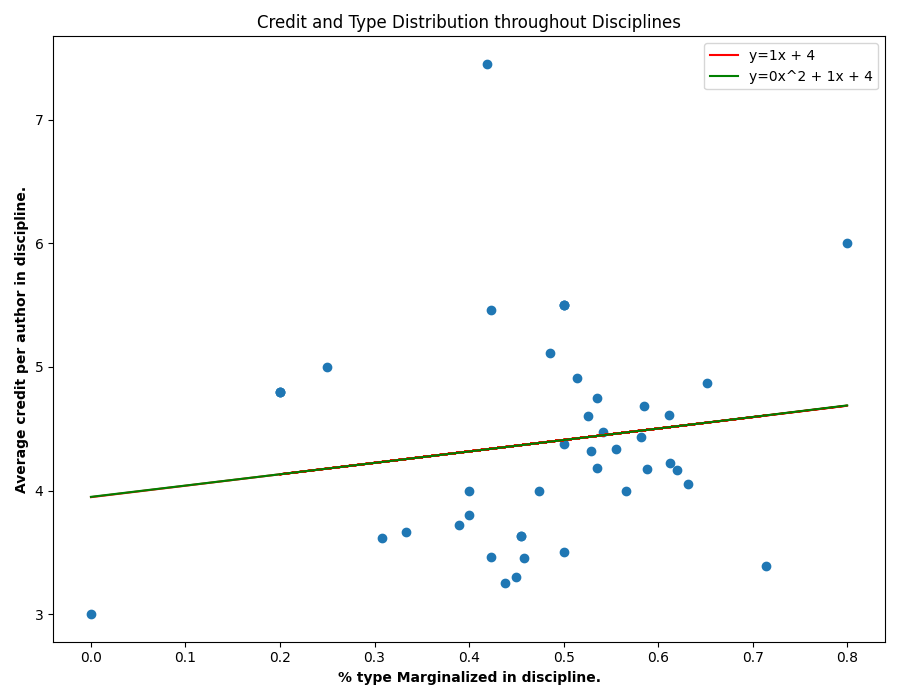 Credit and Type Distribution throughout Disciplines
y=1x + 4
y=0x^2 + 1x + 4
Average credit per author in discipline.
7
6
5
4
3
0.0 0.1 0.2 0.3 0.4 0.5 0.6 0.7 0.8
% type Marginalized in discipline.